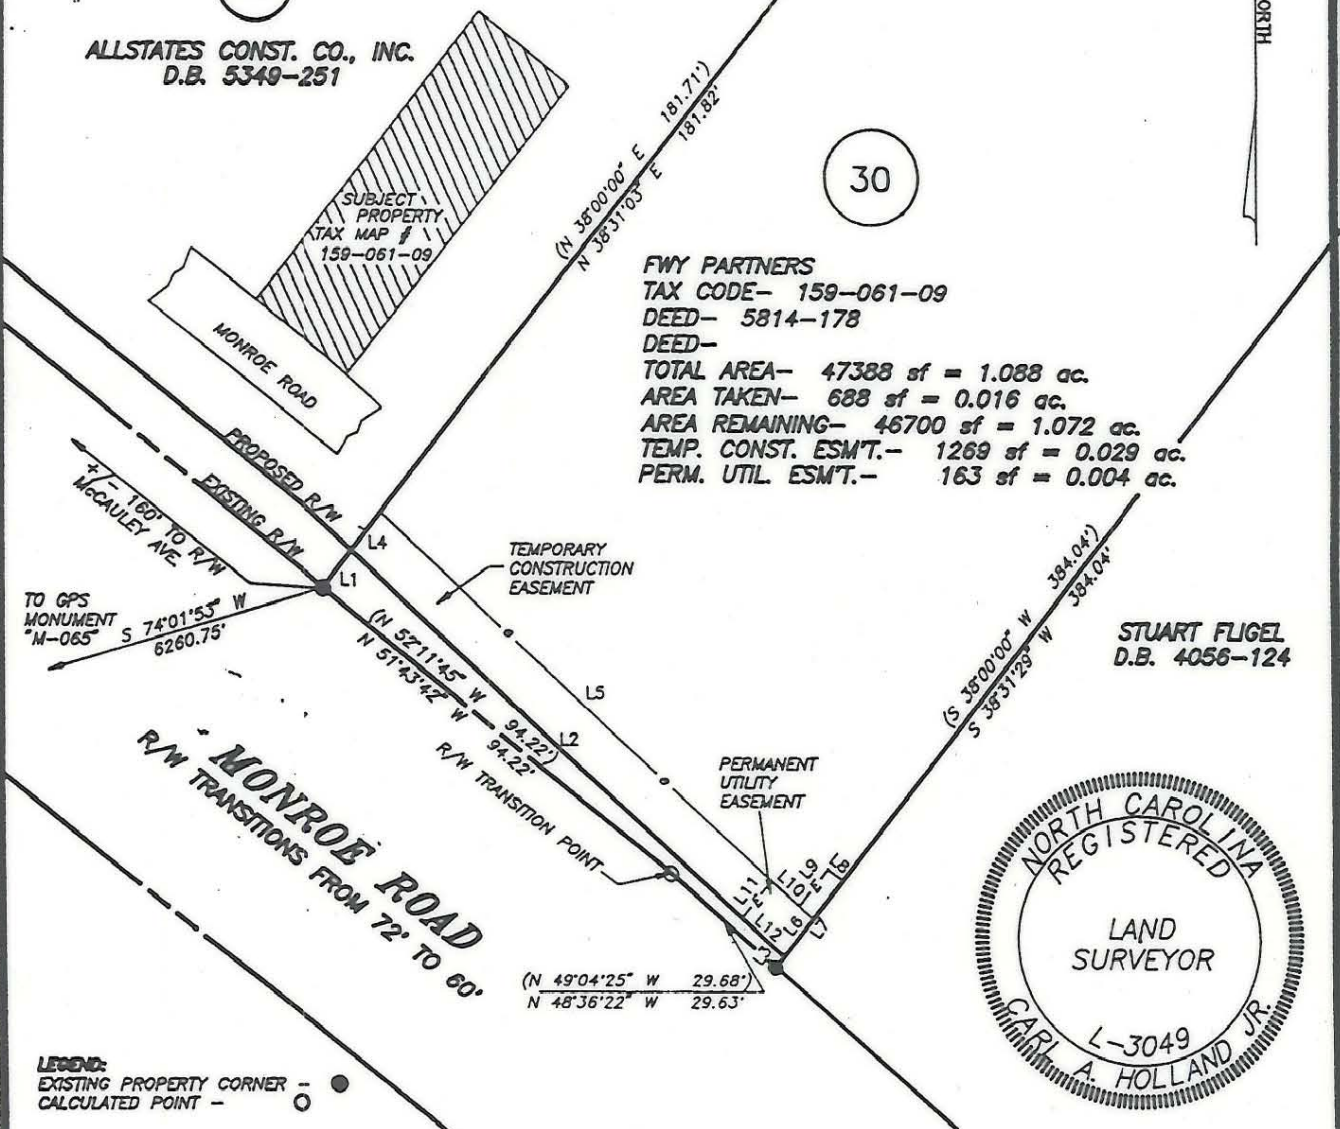 ORTH
ALLSTATES CONST. CO., INC.
D.B. 5349-251
SUBJECT
PROPERTY
TAX MAP #
159-061-09
MONROE ROAD
(N 38°00'00" E 181.71')
N 38°31'03" E 181.82'
30
FWY PARTNERS
TAX CODE- 159-061-09
DEED- 5814-178
DEED-
TOTAL AREA- 47388 sf = 1.088 ac.
AREA TAKEN- 688 sf = 0.016 ac.
AREA REMAINING- 46700 sf = 1.072 ac.
TEMP. CONST. ESM'T.- 1269 sf = 0.029 ac.
PERM. UTIL. ESM'T.- 163 sf = 0.004 ac.
PROPOSED R/W
EXISTING R/W
+/- 160' TO R/W
McCAULEY AVE.
L4
L1
TEMPORARY
CONSTRUCTION
EASEMENT
TO GPS
MONUMENT
"M-065"
S 74°01'53" W
6260.75'
(N 52°11'45" W 94.22')
N 51°43'42" W 94.22'
L5
L2
(S 38°00'00" W 384.04')
S 38°31'29" W 384.04'
STUART FLIGEL
D.B. 4056-124
MONROE ROAD
R/W TRANSITIONS FROM 72' TO 60'
R/W TRANSITION POINT
PERMANENT
UTILITY
EASEMENT
L11
L10
L9
L8
L12
L6
L7
L3
(N 49°04'25" W 29.68')
N 48°36'22" W 29.63'
NORTH CAROLINA
REGISTERED
LAND
SURVEYOR
L-3049
CARL A. HOLLAND JR.
LEGEND:
EXISTING PROPERTY CORNER -
CALCULATED POINT -